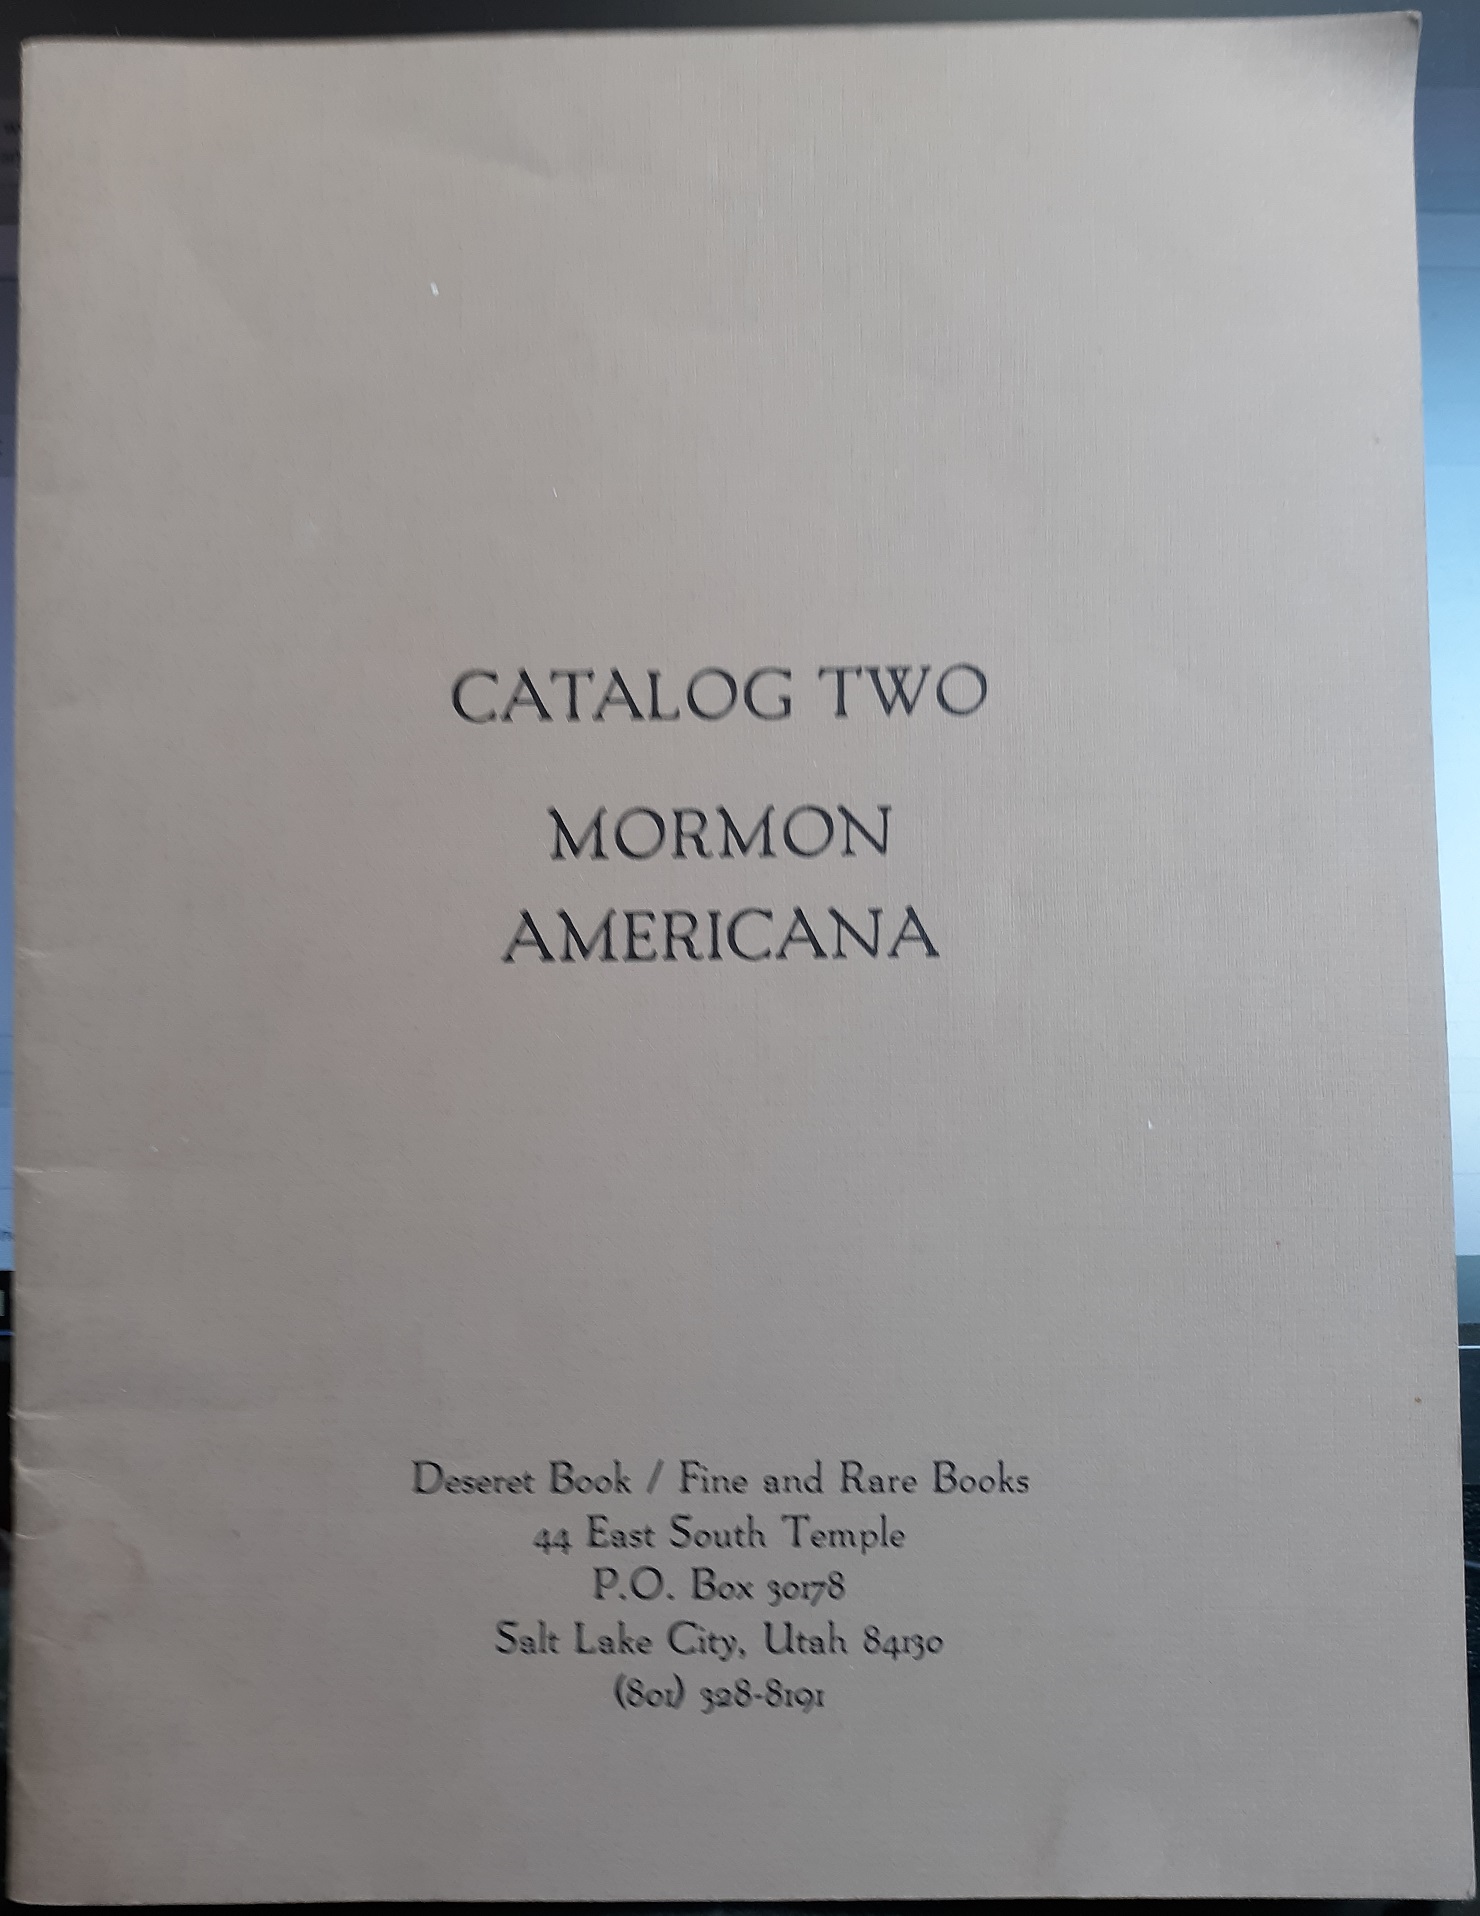 CATALOG TWO
MORMON
AMERICANA
Deseret Book / Fine and Rare Books
44 East South Temple
P.O. Box 30178
Salt Lake City, Utah 84130
(801) 328-8191